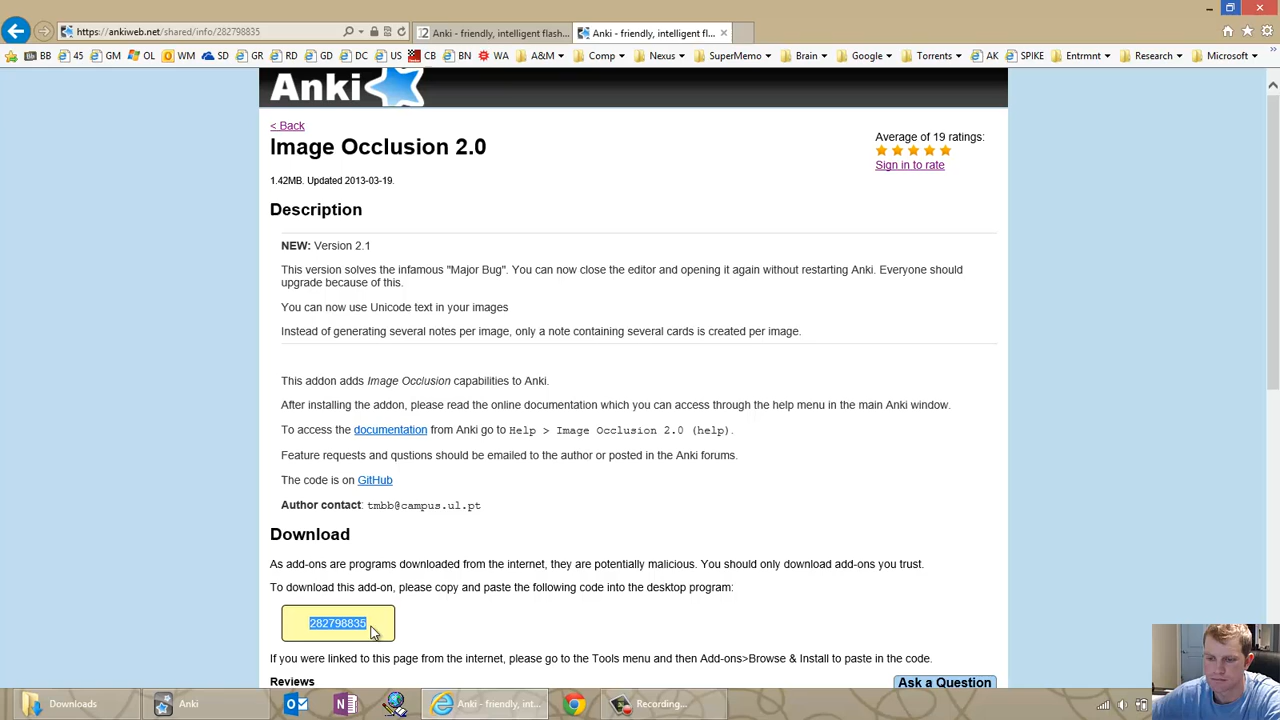 https://ankiweb.net/shared/info/282798835
Anki - friendly, intelligent flash...
Anki - friendly, intelligent fl...
BB 45 GM WM OL GR RD GD DC US CB BN WA A&M Comp Nexus SuperMemo Brain Google Torrents AK SPIKE Entrmnt Research Microsoft
Anki
< Back
Image Occlusion 2.0
Average of 19 ratings:
Sign in to rate
1.42MB. Updated 2013-03-19.
Description
NEW: Version 2.1
This version solves the infamous "Major Bug". You can now close the editor and opening it again without restarting Anki. Everyone should
upgrade because of this.
You can now use Unicode text in your images
Instead of generating several notes per image, only a note containing several cards is created per image.
This addon adds Image Occlusion capabilities to Anki.
After installing the addon, please read the online documentation which you can access through the help menu in the main Anki window.
To access the documentation from Anki go to Help > Image Occlusion 2.0 (help).
Feature requests and qustions should be emailed to the author or posted in the Anki forums.
The code is on GitHub
Author contact: tmbb@campus.ul.pt
Download
As add-ons are programs downloaded from the internet, they are potentially malicious. You should only download add-ons you trust.
To download this add-on, please copy and paste the following code into the desktop program:
282798835
If you were linked to this page from the internet, please go to the Tools menu and then Add-ons>Browse & Install to paste in the code.
Reviews
Ask a Question
Downloads
Anki
Anki - friendly, int...
Recording...